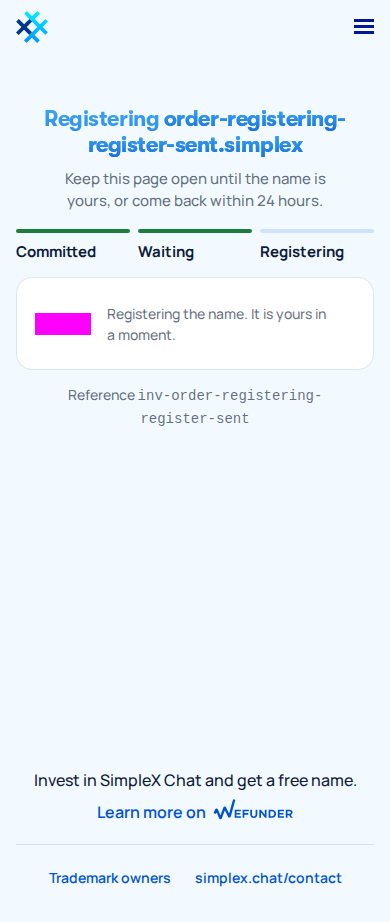 Registering order-registering-
register-sent.simplex
Keep this page open until the name is
yours, or come back within 24 hours.
Committed
Waiting
Registering
Registering the name. It is yours in
a moment.
Reference inv-order-registering-
register-sent
Invest in SimpleX Chat and get a free name.
Learn more on WEFUNDER
Trademark owners
simplex.chat/contact